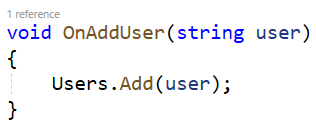 1 reference
void OnAddUser(string user)
{
    Users.Add(user);
}